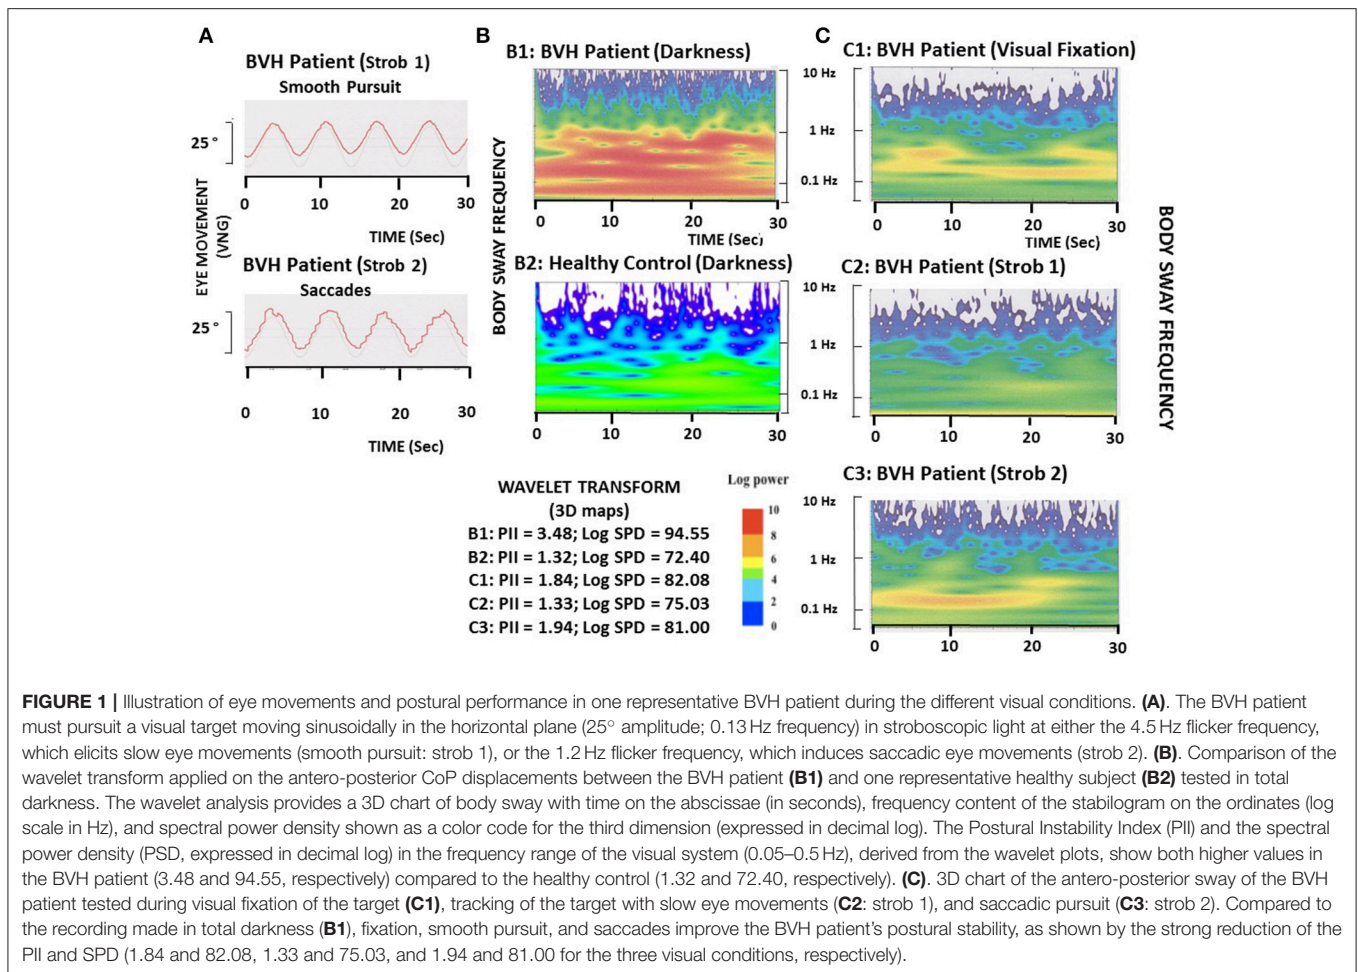 A
BVH Patient (Strob 1)
Smooth Pursuit
25 °
0 10 20 30
TIME (Sec)
EYE MOVEMENT
(VNG)
BVH Patient (Strob 2)
Saccades
25 °
0 10 20 30
TIME (Sec)
B
B1: BVH Patient (Darkness)
0 10 20 30
TIME (Sec)
BODY SWAY FREQUENCY
B2: Healthy Control (Darkness)
0 10 20 30
WAVELET TRANSFORM
(3D maps)
B1: PII = 3.48; Log SPD = 94.55
B2: PII = 1.32; Log SPD = 72.40
C1: PII = 1.84; Log SPD = 82.08
C2: PII = 1.33; Log SPD = 75.03
C3: PII = 1.94; Log SPD = 81.00
Log power
10
8
6
4
2
0
C
C1: BVH Patient (Visual Fixation)
10 Hz
1 Hz
0.1 Hz
0 10 20 30
TIME (Sec)
C2: BVH Patient (Strob 1)
10 Hz
1 Hz
0.1 Hz
0 10 20 30
C3: BVH Patient (Strob 2)
10 Hz
1 Hz
0.1 Hz
0 10 20 30
BODY SWAY FREQUENCY
FIGURE 1 | Illustration of eye movements and postural performance in one representative BVH patient during the different visual conditions. (A). The BVH patient
must pursuit a visual target moving sinusoidally in the horizontal plane (25° amplitude; 0.13 Hz frequency) in stroboscopic light at either the 4.5 Hz flicker frequency,
which elicits slow eye movements (smooth pursuit: strob 1), or the 1.2 Hz flicker frequency, which induces saccadic eye movements (strob 2). (B). Comparison of the
wavelet transform applied on the antero-posterior CoP displacements between the BVH patient (B1) and one representative healthy subject (B2) tested in total
darkness. The wavelet analysis provides a 3D chart of body sway with time on the abscissae (in seconds), frequency content of the stabilogram on the ordinates (log
scale in Hz), and spectral power density shown as a color code for the third dimension (expressed in decimal log). The Postural Instability Index (PII) and the spectral
power density (PSD, expressed in decimal log) in the frequency range of the visual system (0.05–0.5 Hz), derived from the wavelet plots, show both higher values in
the BVH patient (3.48 and 94.55, respectively) compared to the healthy control (1.32 and 72.40, respectively). (C). 3D chart of the antero-posterior sway of the BVH
patient tested during visual fixation of the target (C1), tracking of the target with slow eye movements (C2: strob 1), and saccadic pursuit (C3: strob 2). Compared to
the recording made in total darkness (B1), fixation, smooth pursuit, and saccades improve the BVH patient's postural stability, as shown by the strong reduction of the
PII and SPD (1.84 and 82.08, 1.33 and 75.03, and 1.94 and 81.00 for the three visual conditions, respectively).